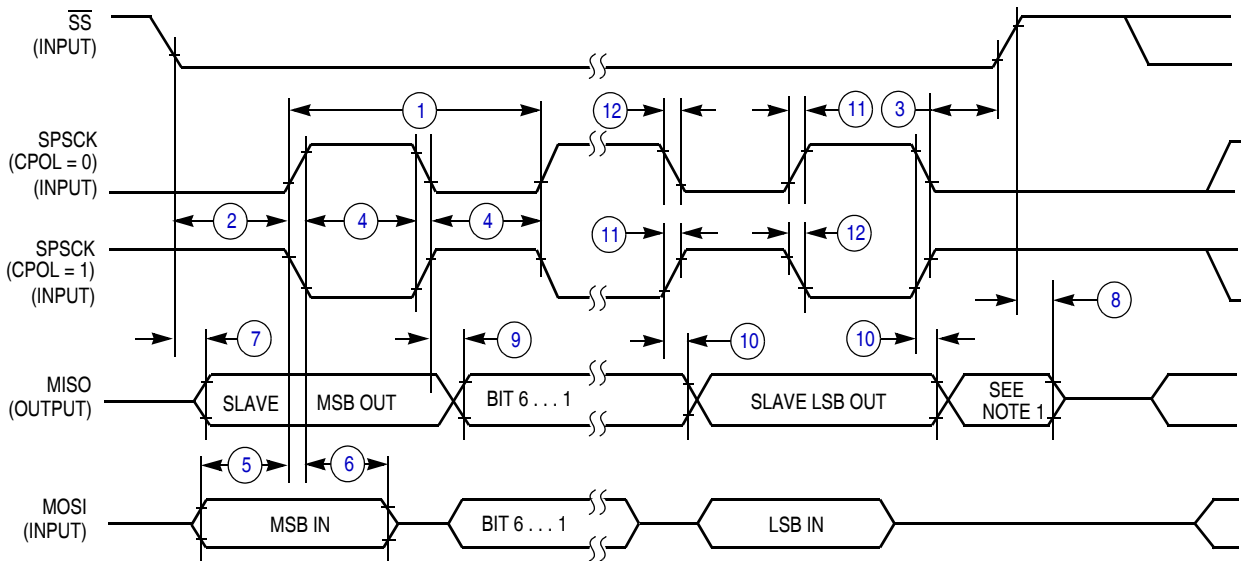 SS
(INPUT)
1
12
11
3
SPSCK
(CPOL = 0)
(INPUT)
2
4
4
SPSCK
(CPOL = 1)
(INPUT)
11
12
7
9
10
10
8
MISO
(OUTPUT)
SLAVE
MSB OUT
BIT 6 . . . 1
SLAVE LSB OUT
SEE
NOTE 1
5
6
MOSI
(INPUT)
MSB IN
BIT 6 . . . 1
LSB IN